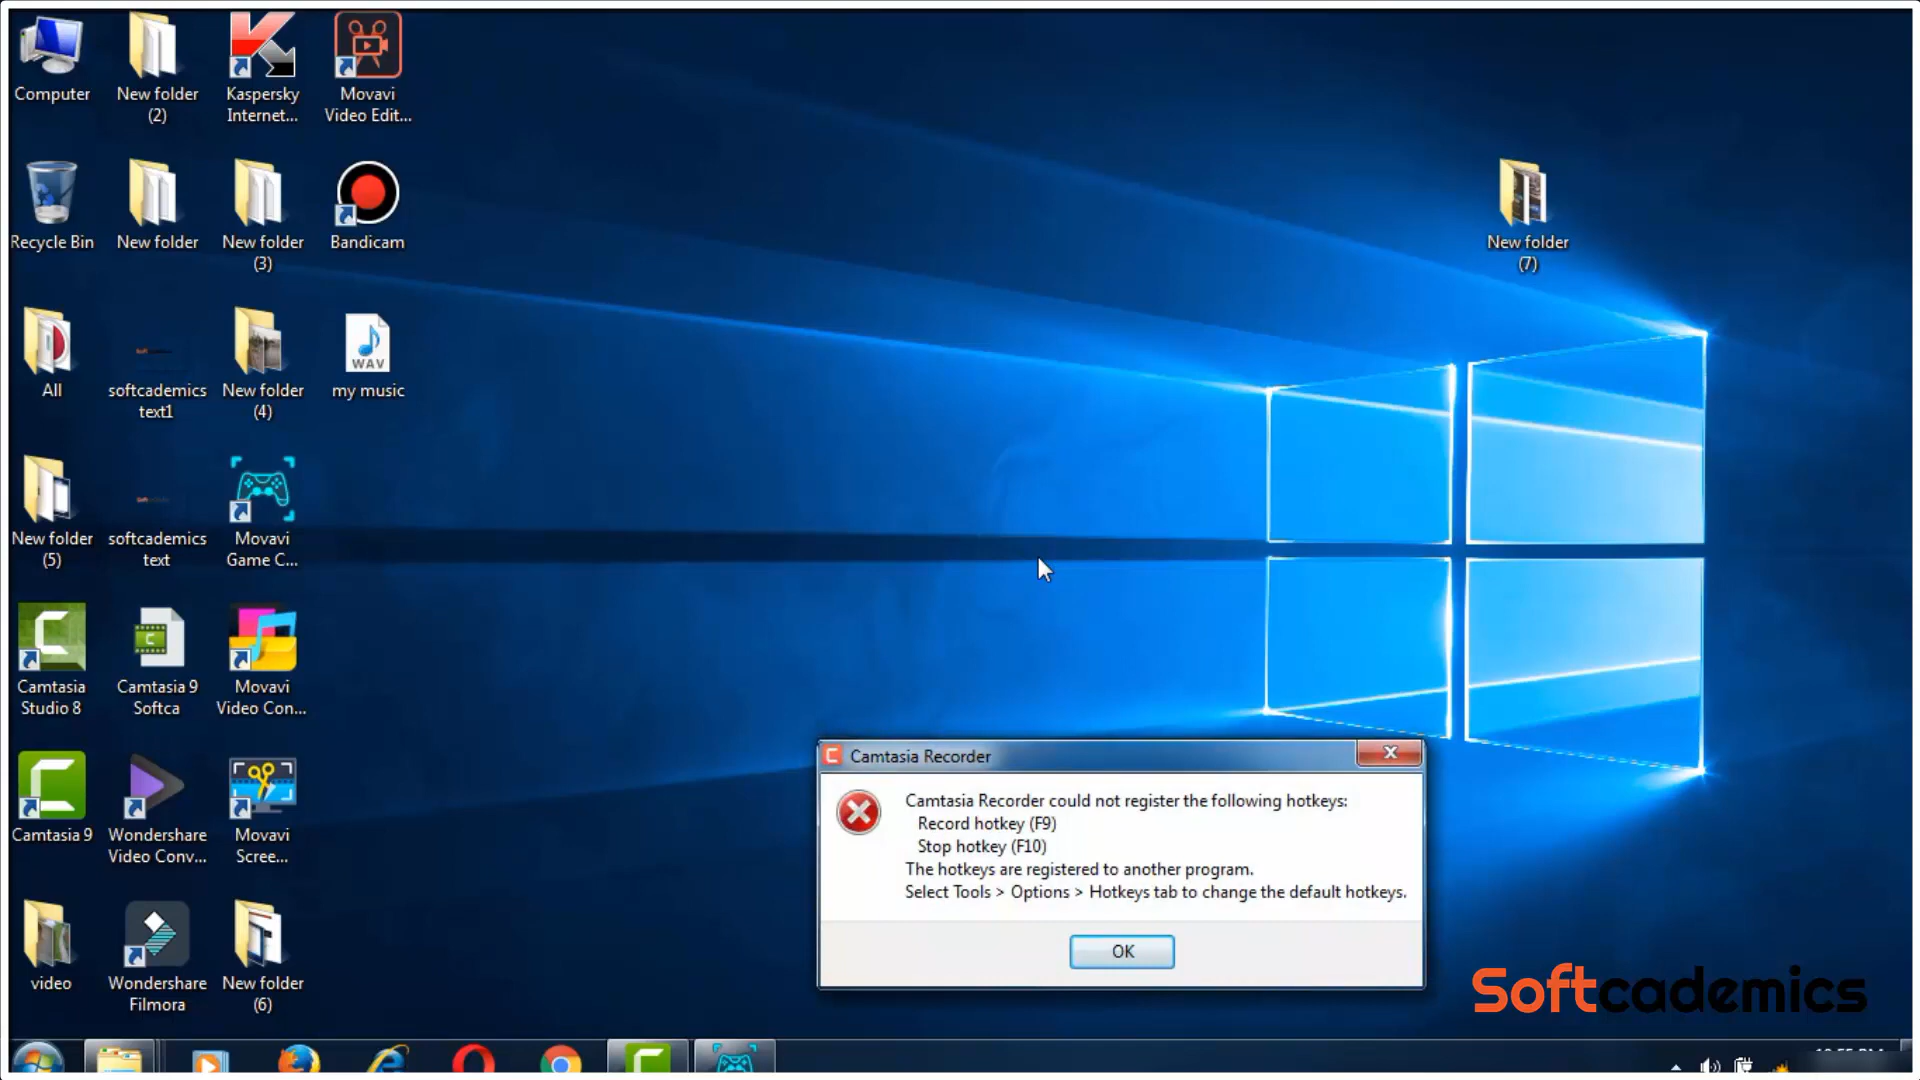 Computer
New folder
(2)
Kaspersky
Internet...
Movavi
Video Edit...
Recycle Bin
New folder
New folder
(3)
Bandicam
New folder
(7)
All
softcademics
text1
New folder
(4)
WAV
my music
New folder
(5)
softcademics
text
Movavi
Game C...
Camtasia
Studio 8
Camtasia 9
Softca
Movavi
Video Con...
Camtasia 9
Wondershare
Video Conv...
Movavi
Scree...
video
Wondershare
Filmora
New folder
(6)
Camtasia Recorder
Camtasia Recorder could not register the following hotkeys:
Record hotkey (F9)
Stop hotkey (F10)
The hotkeys are registered to another program.
Select Tools > Options > Hotkeys tab to change the default hotkeys.
OK
Softcademics